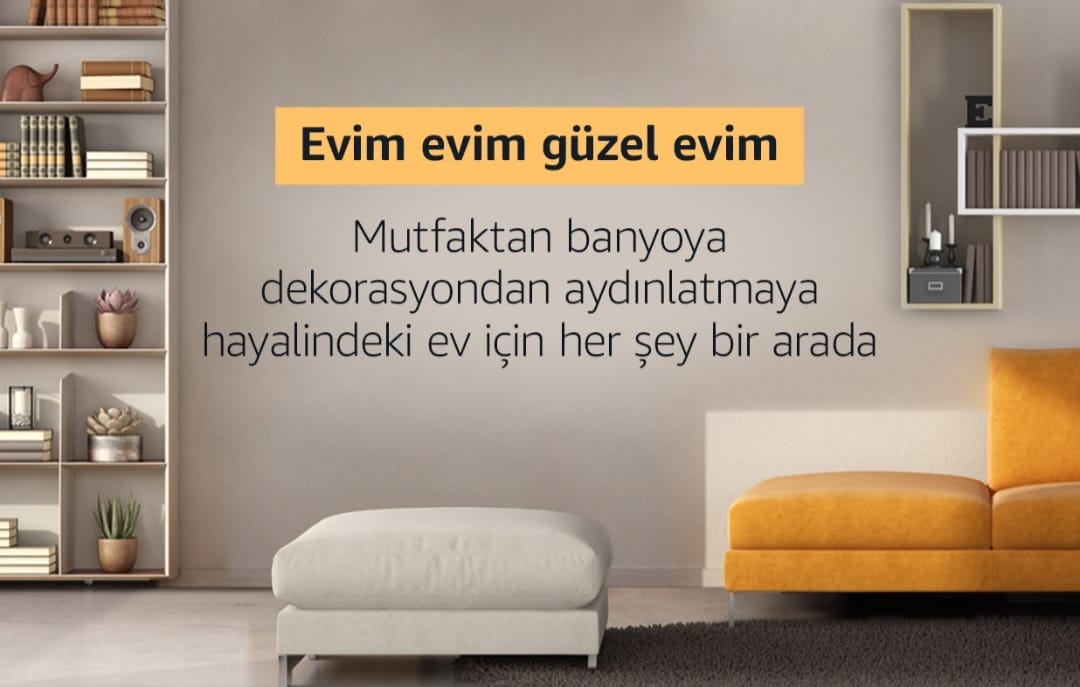 Evim evim güzel evim
Mutfaktan banyoya
dekorasyondan aydınlatmaya
hayalindeki ev için her şey bir arada
E